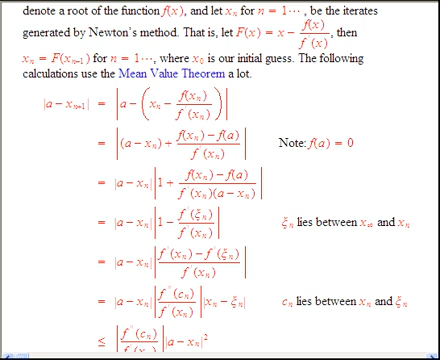 denote a root of the function f(x), and let xₙ for n = 1⋯, be the iterates
generated by Newton's method. That is, let F(x) = x − f(x)/f′(x), then
xₙ = F(xₙ₋₁) for n = 1⋯, where x₀ is our initial guess. The following
calculations use the Mean Value Theorem a lot.
|a − xₙ₊₁| = |a − (xₙ − f(xₙ)/f′(xₙ))|
= |(a − xₙ) + (f(xₙ) − f(a))/f′(xₙ)| Note: f(a) = 0
= |a − xₙ| |1 + (f(xₙ) − f(a))/(f′(xₙ)(a − xₙ))|
= |a − xₙ| |1 − f′(ξₙ)/f′(xₙ)| ξₙ lies between x∞ and xₙ
= |a − xₙ| |(f′(xₙ) − f′(ξₙ))/f′(xₙ)|
= |a − xₙ| |f″(cₙ)/f′(xₙ)| |xₙ − ξₙ| cₙ lies between xₙ and ξₙ
≤ |f″(cₙ)/f′(xₙ)| |a − xₙ|²